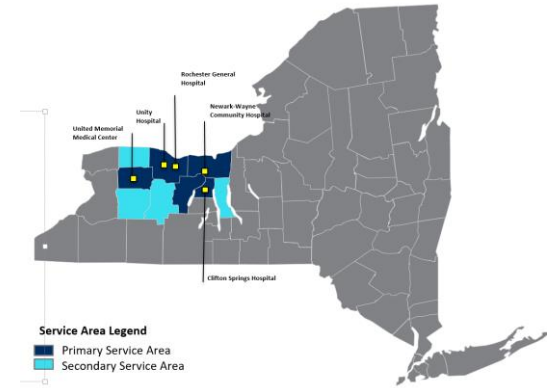 Rochester General
Hospital
Unity
Hospital
Newark-Wayne
Community Hospital
United Memorial
Medical Center
Clifton Springs Hospital
Service Area Legend
Primary Service Area
Secondary Service Area